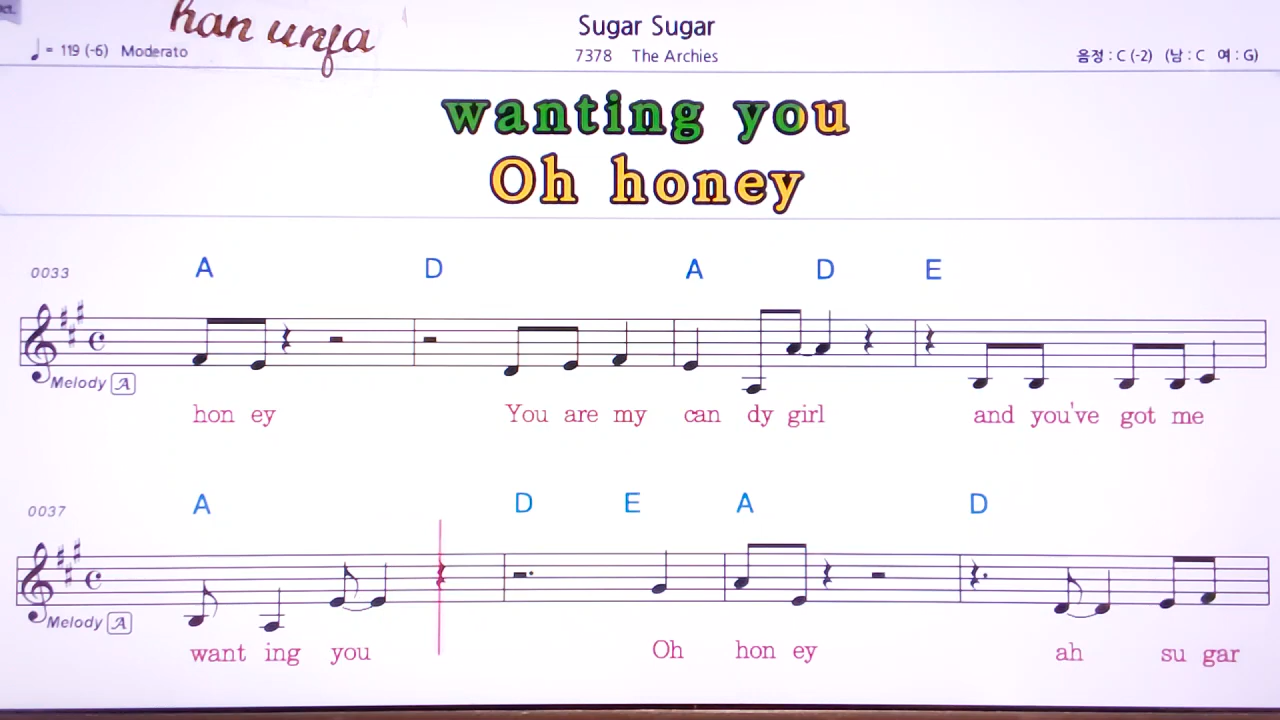 han unfa
Sugar Sugar
♩ = 119 (-6) Moderato
7378 The Archies
음정 : C (-2) (남 : C 여 : G)
wanting you
Oh honey
0033 A D A D E
Melody A
hon ey You are my can dy girl and you've got me
0037 A D E A D
Melody A
want ing you Oh hon ey ah su gar